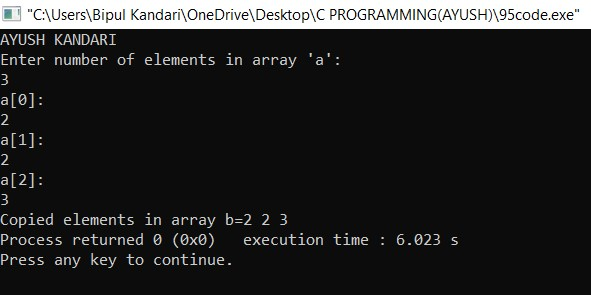 "C:\Users\Bipul Kandari\OneDrive\Desktop\C PROGRAMMING(AYUSH)\95code.exe"
AYUSH KANDARI
Enter number of elements in array 'a':
3
a[0]:
2
a[1]:
2
a[2]:
3
Copied elements in array b=2 2 3
Process returned 0 (0x0)   execution time : 6.023 s
Press any key to continue.